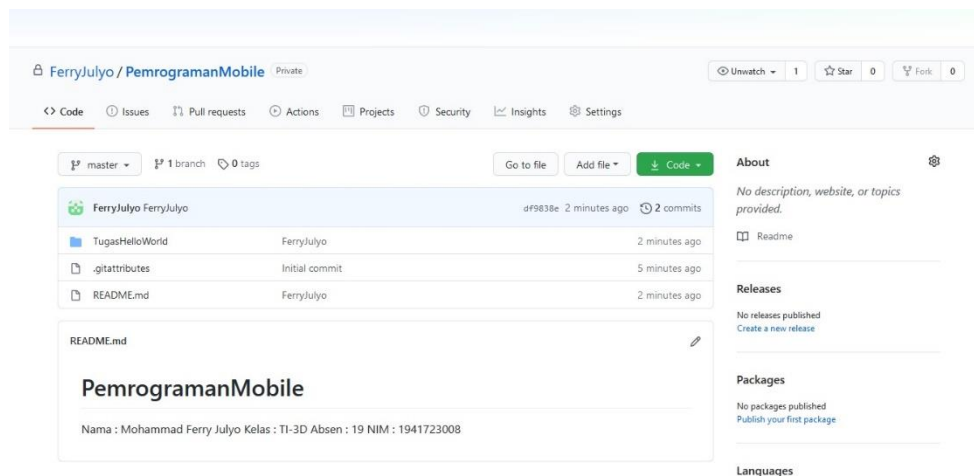 FerryJulyo / PemrogramanMobile Private
Unwatch 1 Star 0 Fork 0
Code Issues Pull requests Actions Projects Security Insights Settings
master 1 branch 0 tags Go to file Add file Code
FerryJulyo FerryJulyo df9838e 2 minutes ago 2 commits
TugasHelloWorld FerryJulyo 2 minutes ago
.gitattributes Initial commit 5 minutes ago
README.md FerryJulyo 2 minutes ago
README.md
PemrogramanMobile
Nama : Mohammad Ferry Julyo Kelas : TI-3D Absen : 19 NIM : 1941723008
About
No description, website, or topics
provided.
Readme
Releases
No releases published
Create a new release
Packages
No packages published
Publish your first package
Languages